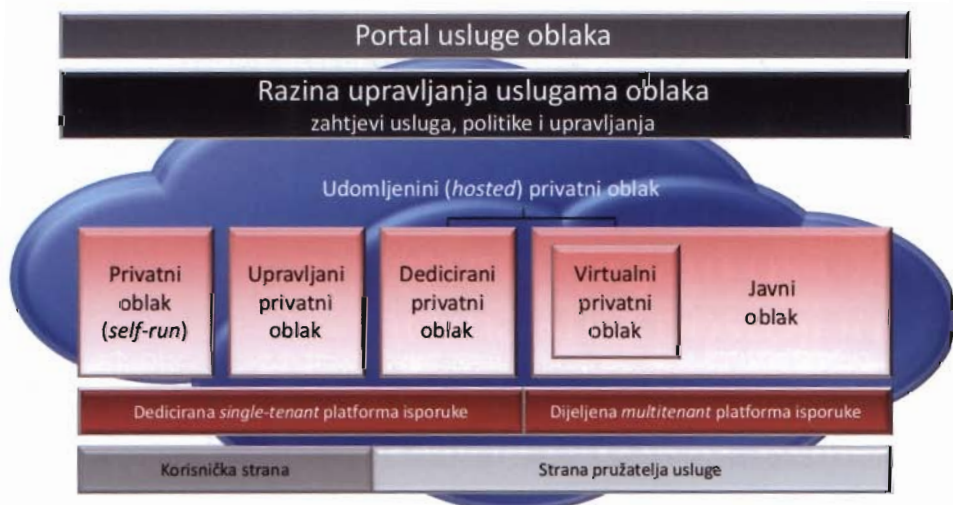 Portal usluge oblaka
Razina upravljanja uslugama oblaka
zahtjevi usluga, politike i upravljanja
Udomljenini (hosted) privatni oblak
Privatni
oblak
(self-run)
Upravljani
privatni
oblak
Dedicirani
privatni
oblak
Virtualni
privatni
oblak
Javni
oblak
Dedicirana single-tenant platforma isporuke
Dijeljena multitenant platforma isporuke
Korisnička strana
Strana pružatelja usluge